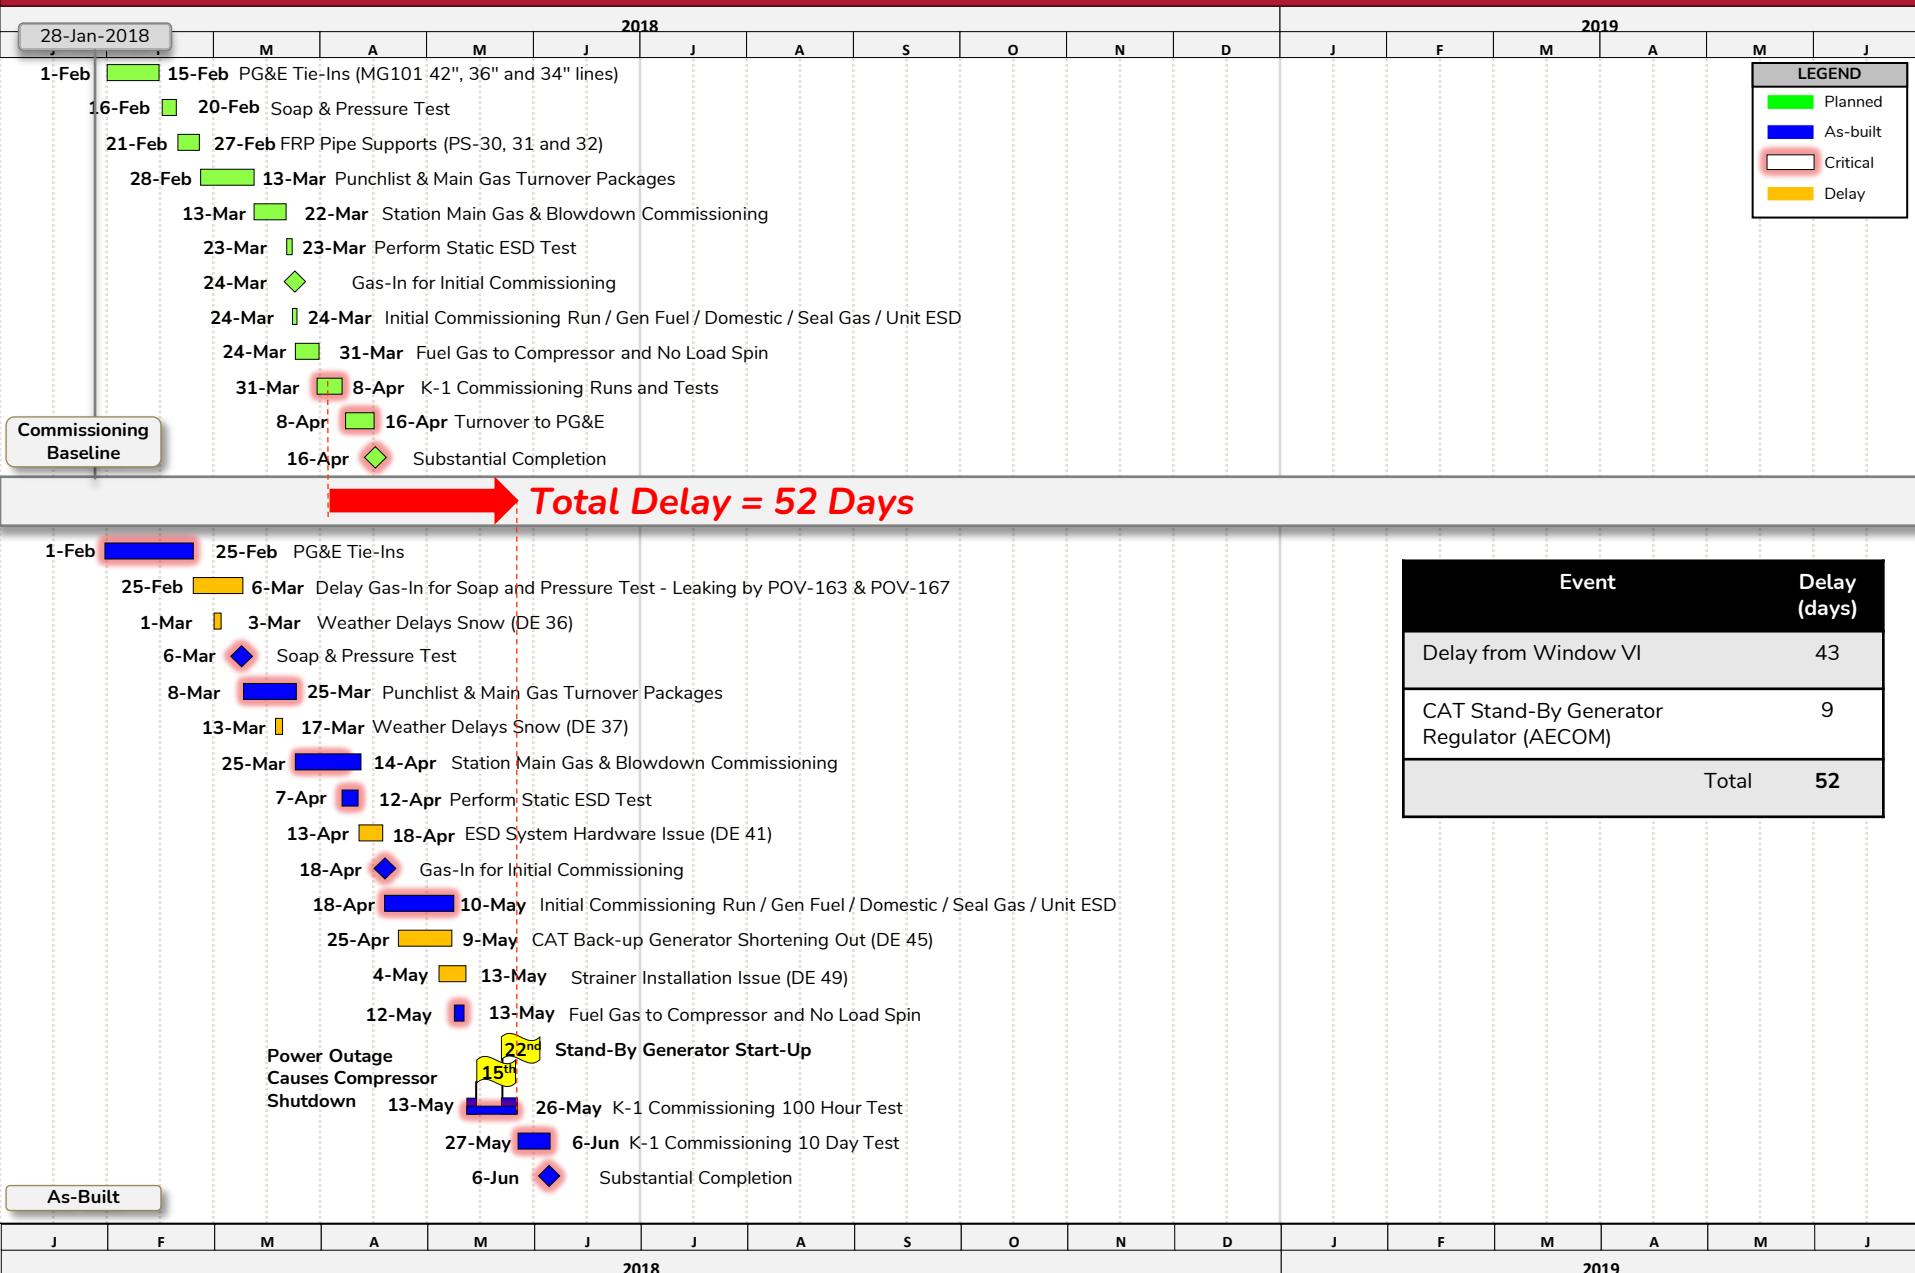 2018
2019
28-Jan-2018
J M A M J J A S O N D J F M A M J
1-Feb 15-Feb PG&E Tie-Ins (MG101 42", 36" and 34" lines)
16-Feb 20-Feb Soap & Pressure Test
21-Feb 27-Feb FRP Pipe Supports (PS-30, 31 and 32)
28-Feb 13-Mar Punchlist & Main Gas Turnover Packages
13-Mar 22-Mar Station Main Gas & Blowdown Commissioning
23-Mar 23-Mar Perform Static ESD Test
24-Mar Gas-In for Initial Commissioning
24-Mar 24-Mar Initial Commissioning Run / Gen Fuel / Domestic / Seal Gas / Unit ESD
24-Mar 31-Mar Fuel Gas to Compressor and No Load Spin
31-Mar 8-Apr K-1 Commissioning Runs and Tests
8-Apr 16-Apr Turnover to PG&E
16-Apr Substantial Completion
LEGEND
Planned
As-built
Critical
Delay
Commissioning
Baseline
Total Delay = 52 Days
1-Feb 25-Feb PG&E Tie-Ins
25-Feb 6-Mar Delay Gas-In for Soap and Pressure Test - Leaking by POV-163 & POV-167
1-Mar 3-Mar Weather Delays Snow (DE 36)
6-Mar Soap & Pressure Test
8-Mar 25-Mar Punchlist & Main Gas Turnover Packages
13-Mar 17-Mar Weather Delays Snow (DE 37)
25-Mar 14-Apr Station Main Gas & Blowdown Commissioning
7-Apr 12-Apr Perform Static ESD Test
13-Apr 18-Apr ESD System Hardware Issue (DE 41)
18-Apr Gas-In for Initial Commissioning
18-Apr 10-May Initial Commissioning Run / Gen Fuel / Domestic / Seal Gas / Unit ESD
25-Apr 9-May CAT Back-up Generator Shortening Out (DE 45)
4-May 13-May Strainer Installation Issue (DE 49)
12-May 13-May Fuel Gas to Compressor and No Load Spin
22nd Stand-By Generator Start-Up
Power Outage
Causes Compressor
Shutdown
15th
13-May 26-May K-1 Commissioning 100 Hour Test
27-May 6-Jun K-1 Commissioning 10 Day Test
6-Jun Substantial Completion
As-Built
Event Delay
(days)
Delay from Window VI 43
CAT Stand-By Generator 9
Regulator (AECOM)
Total 52
J F M A M J J A S O N D J F M A M J
2018
2019